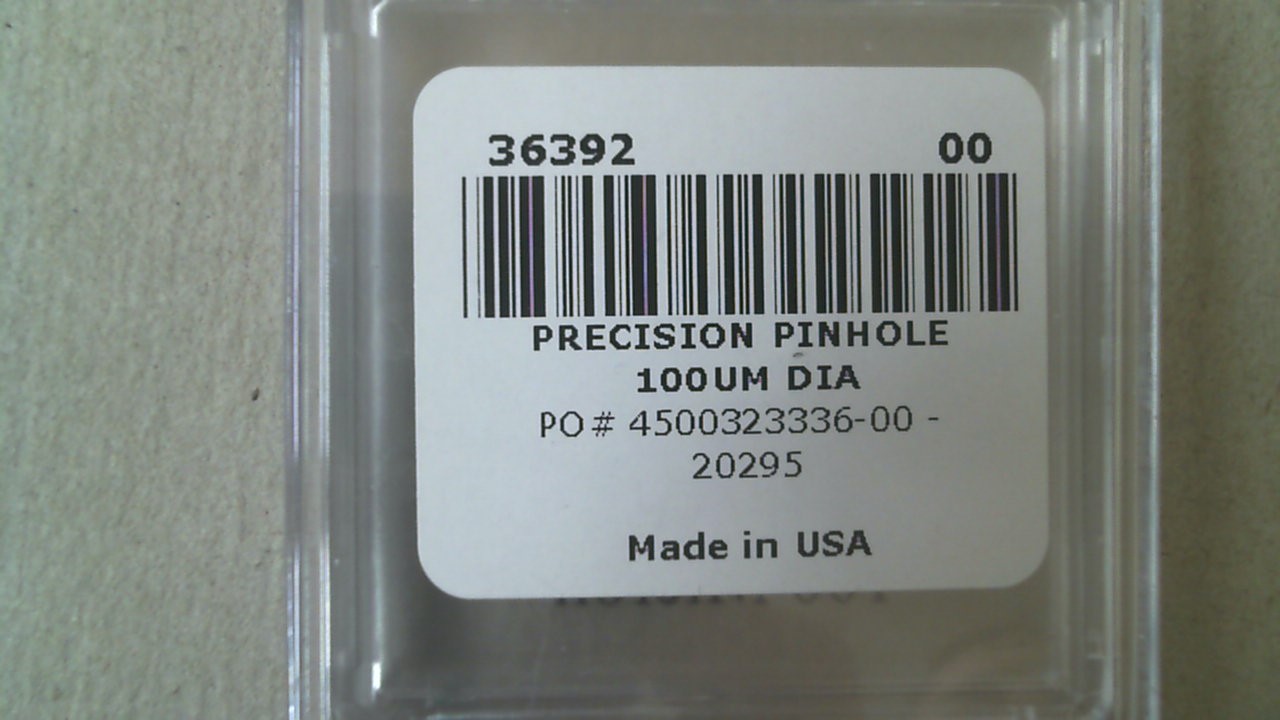 36392 00
PRECISION PINHOLE
100UM DIA
PO# 4500323336-00 -
20295
Made in USA